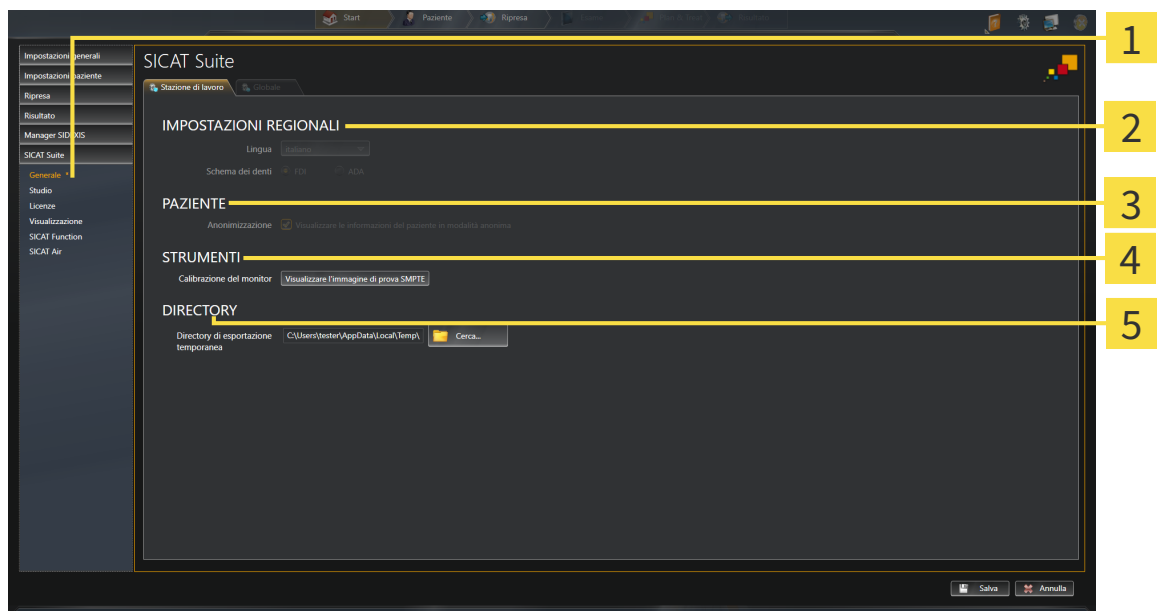 Start
Paziente
Ripresa
1
Impostazioni generali
Impostazioni paziente
Ripresa
Risultato
Manager SIDEXIS
SICAT Suite
Generale
Studio
Licenze
Visualizzazione
SICAT Function
SICAT Air
SICAT Suite
Stazione di lavoro
Globale
IMPOSTAZIONI REGIONALI
2
Lingua
italiano
Schema dei denti
FDI
ADA
PAZIENTE
3
Anonimizzazione
Visualizzare le informazioni del paziente in modalità anonima
STRUMENTI
4
Calibrazione del monitor
Visualizzare l'immagine di prova SMPTE
DIRECTORY
5
Directory di esportazione
temporanea
C:\Users\tester\AppData\Local\Temp\
Cerca...
Salva
Annulla